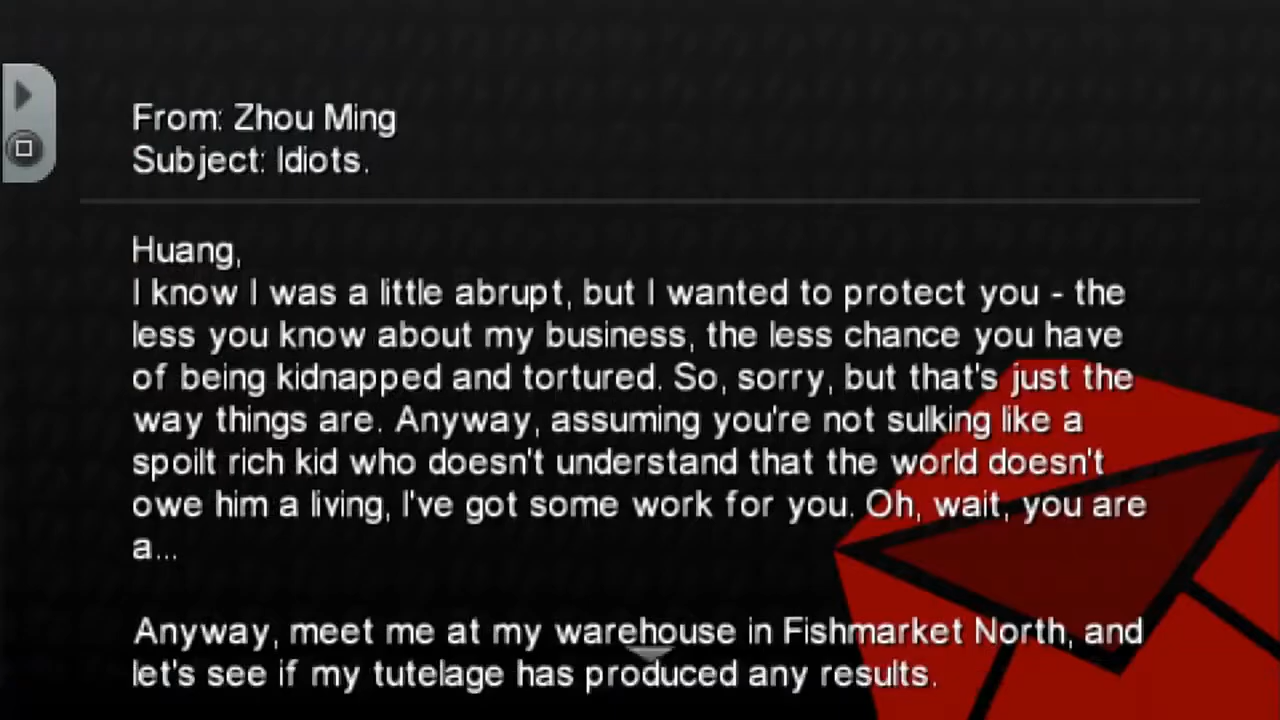 From: Zhou Ming
Subject: Idiots.
Huang,
I know I was a little abrupt, but I wanted to protect you - the
less you know about my business, the less chance you have
of being kidnapped and tortured. So, sorry, but that's just the
way things are. Anyway, assuming you're not sulking like a
spoilt rich kid who doesn't understand that the world doesn't
owe him a living, I've got some work for you. Oh, wait, you are
a...
Anyway, meet me at my warehouse in Fishmarket North, and
let's see if my tutelage has produced any results.